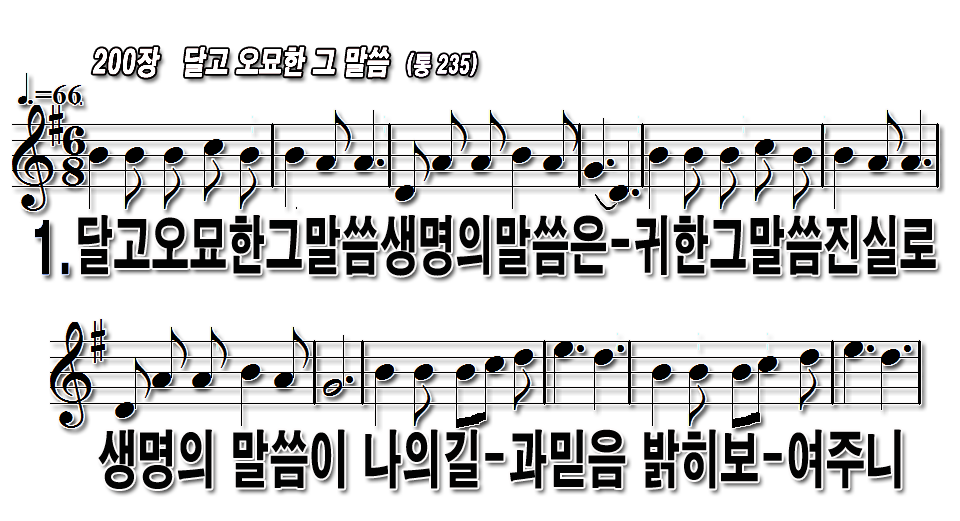 200장 달고 오묘한 그 말씀 (통 235)
♩.=66
6
8
1.달고오묘한그말씀생명의말씀은-귀한그말씀진실로
생명의 말씀이 나의길-과믿음 밝히보-여주니